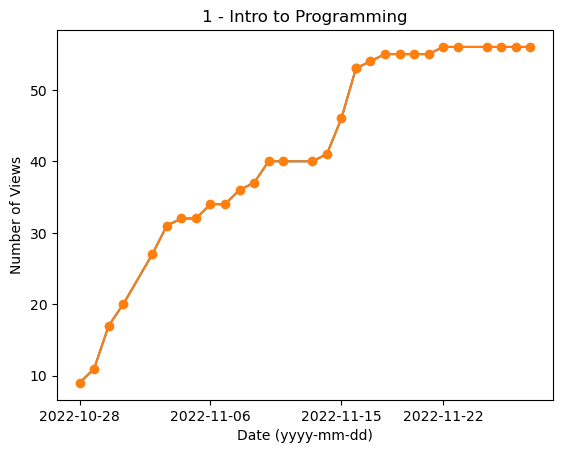 1 - Intro to Programming
Number of Views
50
40
30
20
10
2022-10-28 2022-11-06 2022-11-15 2022-11-22
Date (yyyy-mm-dd)